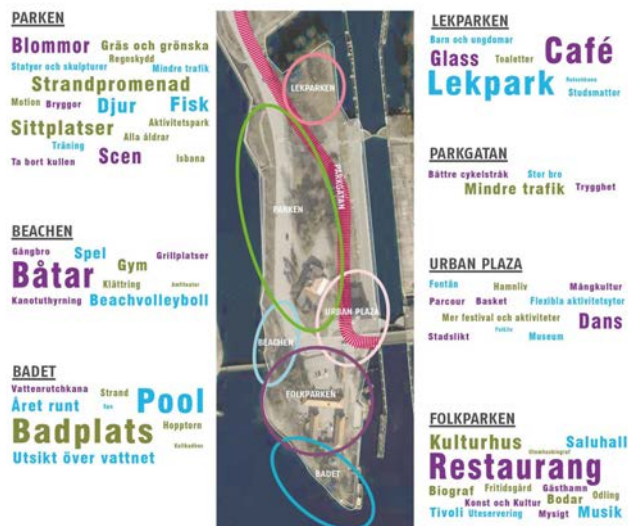 PARKEN
Blommor Gräs och grönska
Regnskydd
Statyer och skulpturer Mindre trafik
Strandpromenad
Motion Bryggor Djur Fisk
Sittplatser Aktivitetspark
Alla åldrar
Träning
Ta bort kullen Scen Isbana
BEACHEN
Gångbro Spel Grillplatser
Båtar Gym
Klättring Amfiteater
Kanotuthyrning Beachvolleyboll
BADET
Vattenrutchkana Strand
Året runt Pool
Badplats Hopptorn
Kallbadhus
Utsikt över vattnet
LEKPARKEN
PARKGATAN
PARKEN
URBAN PLAZA
BEACHEN
FOLKPARKEN
BADET
LEKPARKEN
Barn och ungdomar
Glass Toaletter Café
Lekpark
Studsmattor
PARKGATAN
Bättre cykelstråk Stor bro
Mindre trafik Trygghet
URBAN PLAZA
Fontän Hamnliv Mångkultur
Parcour Basket Flexibla aktivitetsytor
Mer festival och aktiviteter
Folkliv Dans
Stadslikt Museum
FOLKPARKEN
Kulturhus Saluhall
Utomhusbiograf
Restaurang
Biograf Fritidsgård Gästhamn
Odling
Konst och Kultur Bodar
Tivoli Uteservering Mysigt Musik